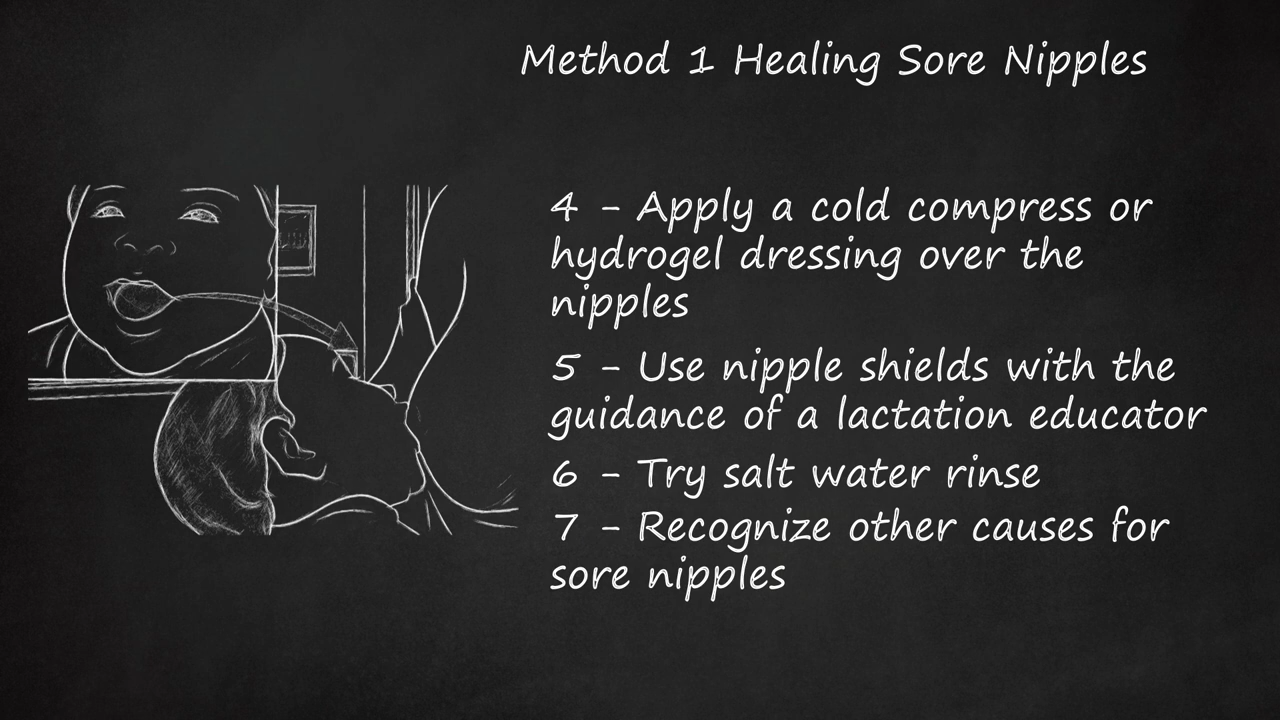 Method 1 Healing Sore Nipples
4 - Apply a cold compress or
hydrogel dressing over the
nipples
5 - Use nipple shields with the
guidance of a lactation educator
6 - Try salt water rinse
7 - Recognize other causes for
sore nipples